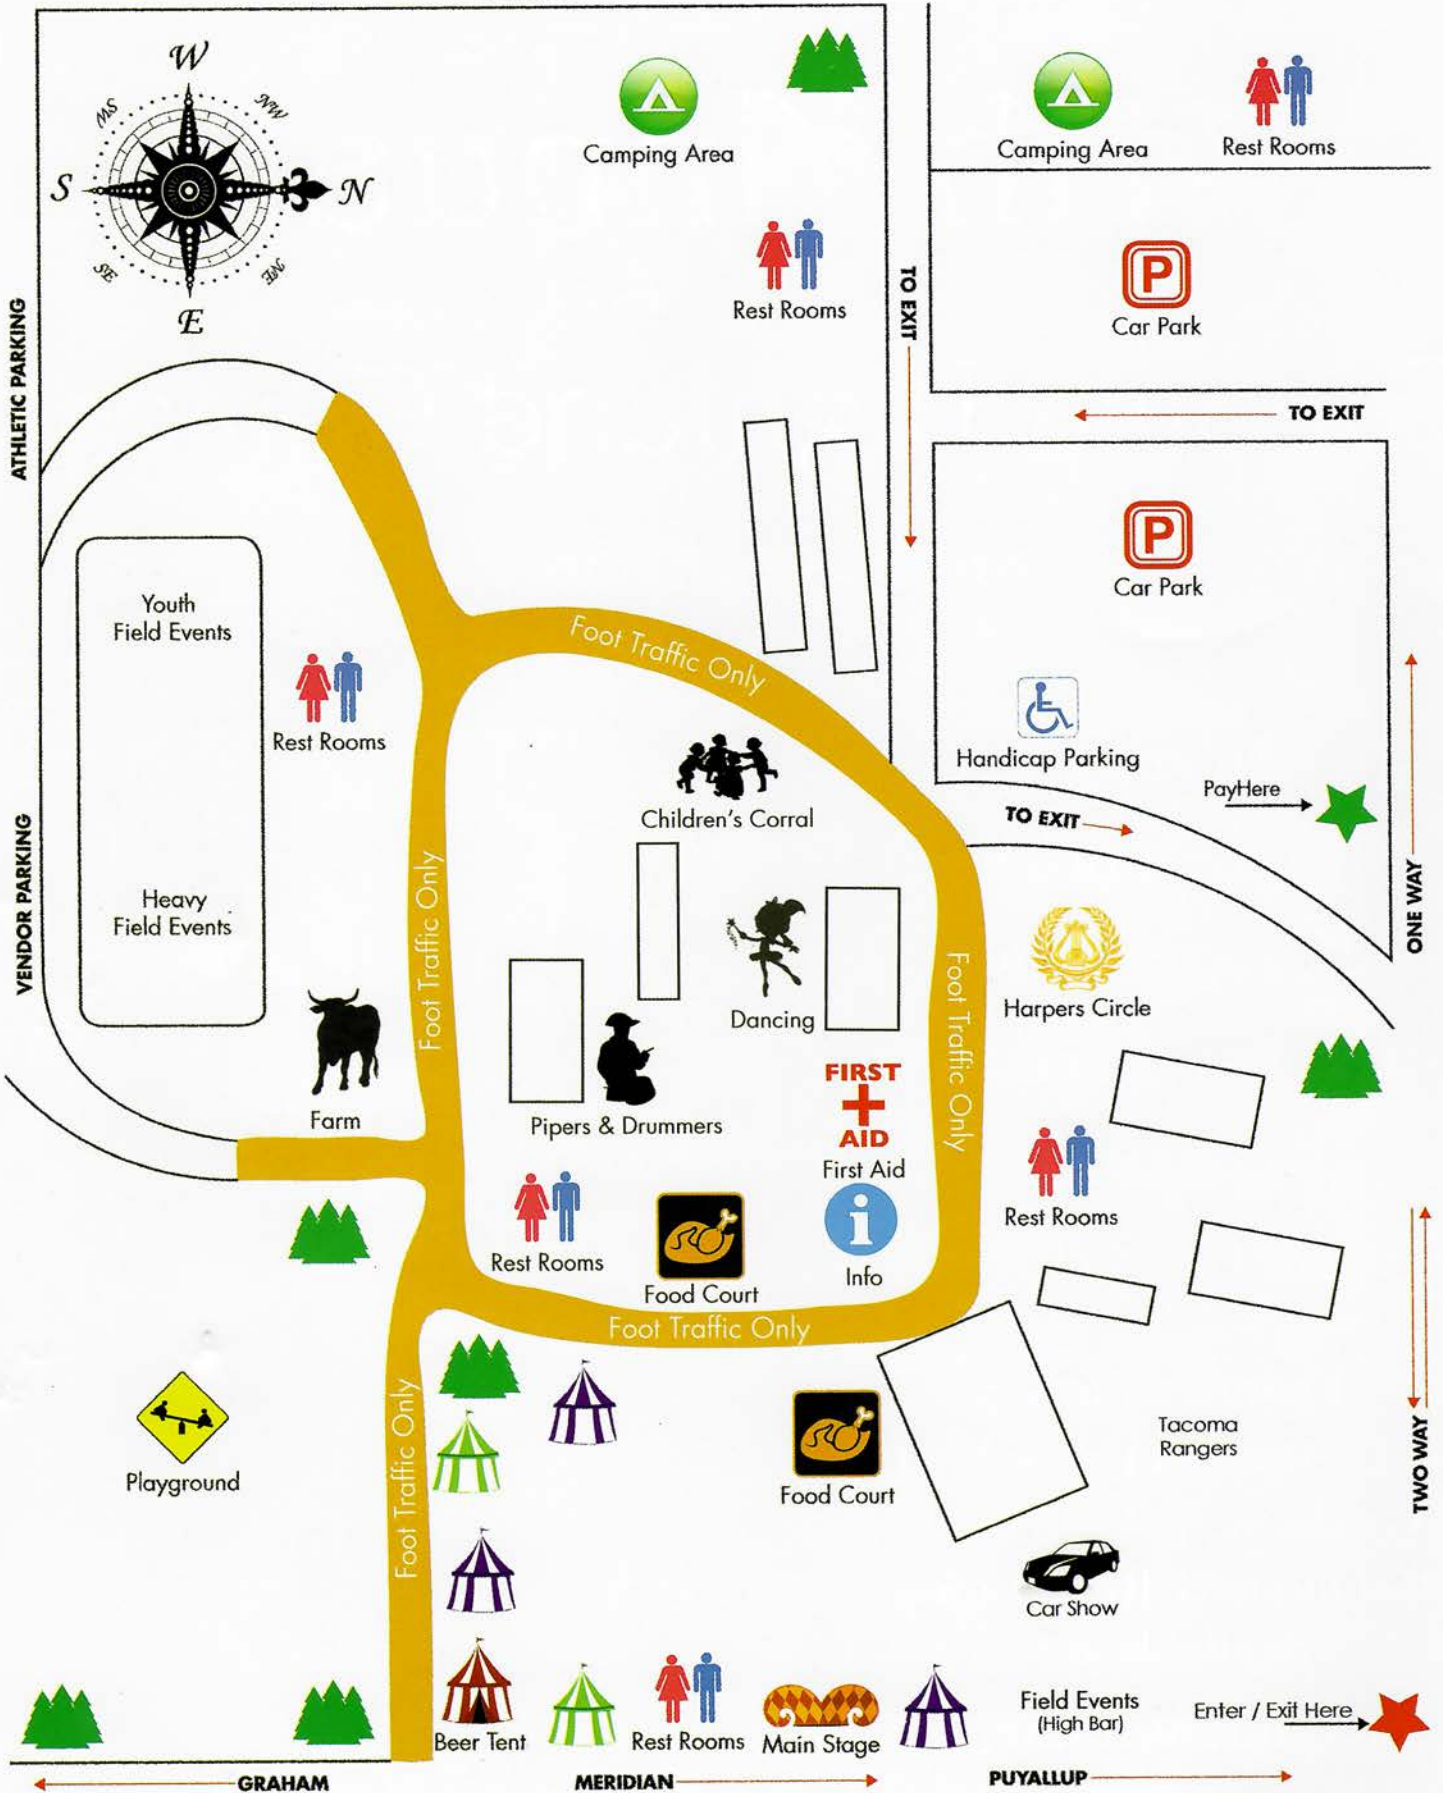 W
SW
NW
S
N
SE
NE
E
Camping Area
Camping Area
Rest Rooms
P
Car Park
Rest Rooms
TO EXIT
TO EXIT
ATHLETIC PARKING
P
Car Park
Youth
Field Events
Foot Traffic Only
Rest Rooms
Handicap Parking
PayHere
TO EXIT
Children's Corral
VENDOR PARKING
Heavy
Field Events
Foot Traffic Only
ONE WAY
Harpers Circle
Dancing
Foot Traffic Only
FIRST
AID
First Aid
Farm
Pipers & Drummers
Rest Rooms
i
Info
Rest Rooms
Food Court
Foot Traffic Only
Foot Traffic Only
Playground
Food Court
Tacoma
Rangers
TWO WAY
Car Show
Beer Tent
Rest Rooms
Main Stage
Field Events
(High Bar)
Enter / Exit Here
GRAHAM
MERIDIAN
PUYALLUP